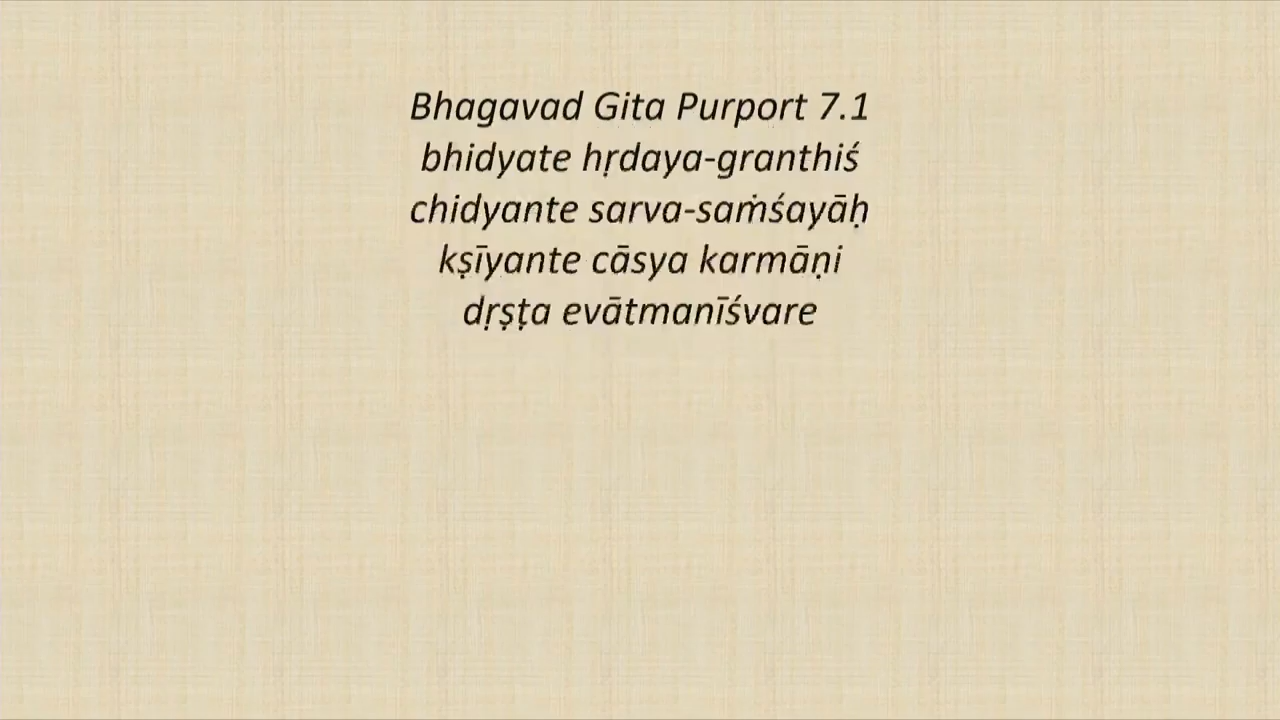 Bhagavad Gita Purport 7.1
bhidyate hṛdaya-granthiś
chidyante sarva-saṁśayāḥ
kṣīyante cāsya karmāṇi
dṛṣṭa evātmanīśvare